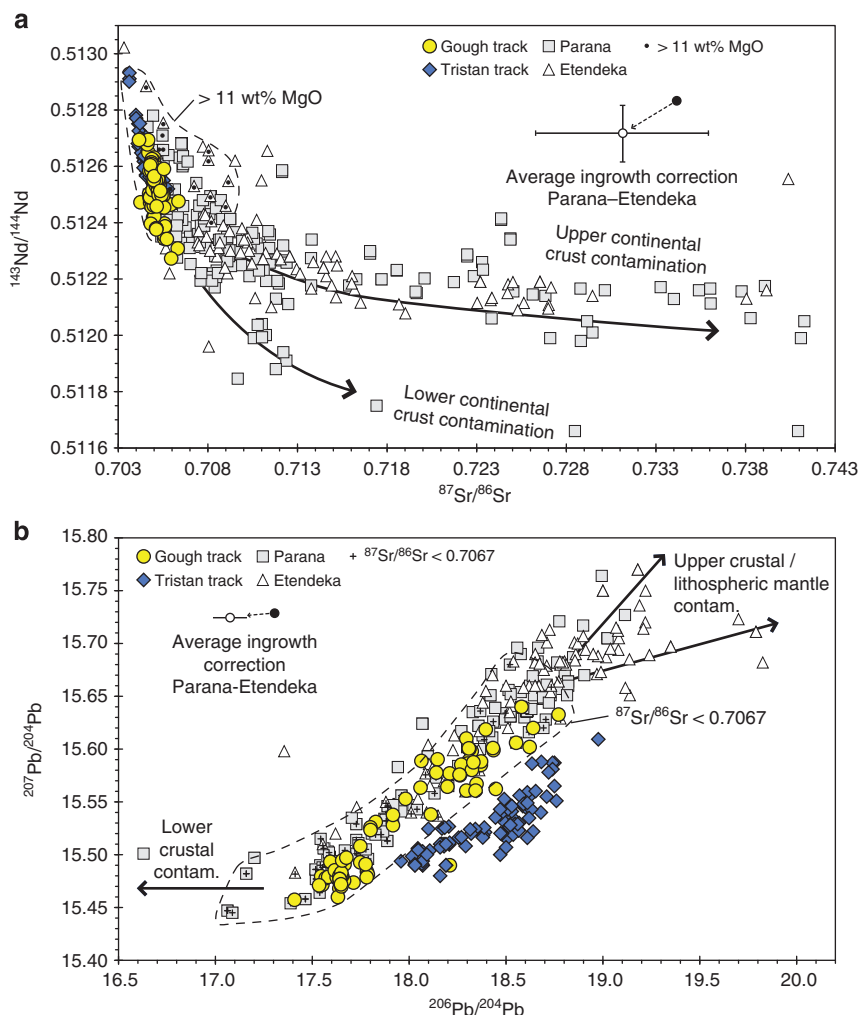 a
0.5130
0.5128
0.5126
0.5124
0.5122
0.5120
0.5118
0.5116
¹⁴³Nd/¹⁴⁴Nd
Gough track
Parana
> 11 wt% MgO
Tristan track
Etendeka
> 11 wt% MgO
Average ingrowth correction
Parana–Etendeka
Upper continental
crust contamination
Lower continental
crust contamination
0.703
0.708
0.713
0.718
0.723
0.728
0.733
0.738
0.743
⁸⁷Sr/⁸⁶Sr
b
15.80
15.75
15.70
15.65
15.60
15.55
15.50
15.45
15.40
²⁰⁷Pb/²⁰⁴Pb
Gough track
Parana
+ ⁸⁷Sr/⁸⁶Sr < 0.7067
Tristan track
Etendeka
Average ingrowth
correction
Parana-Etendeka
Upper crustal /
lithospheric mantle
contam.
⁸⁷Sr/⁸⁶Sr < 0.7067
Lower
crustal
contam.
16.5
17.0
17.5
18.0
18.5
19.0
19.5
20.0
²⁰⁶Pb/²⁰⁴Pb